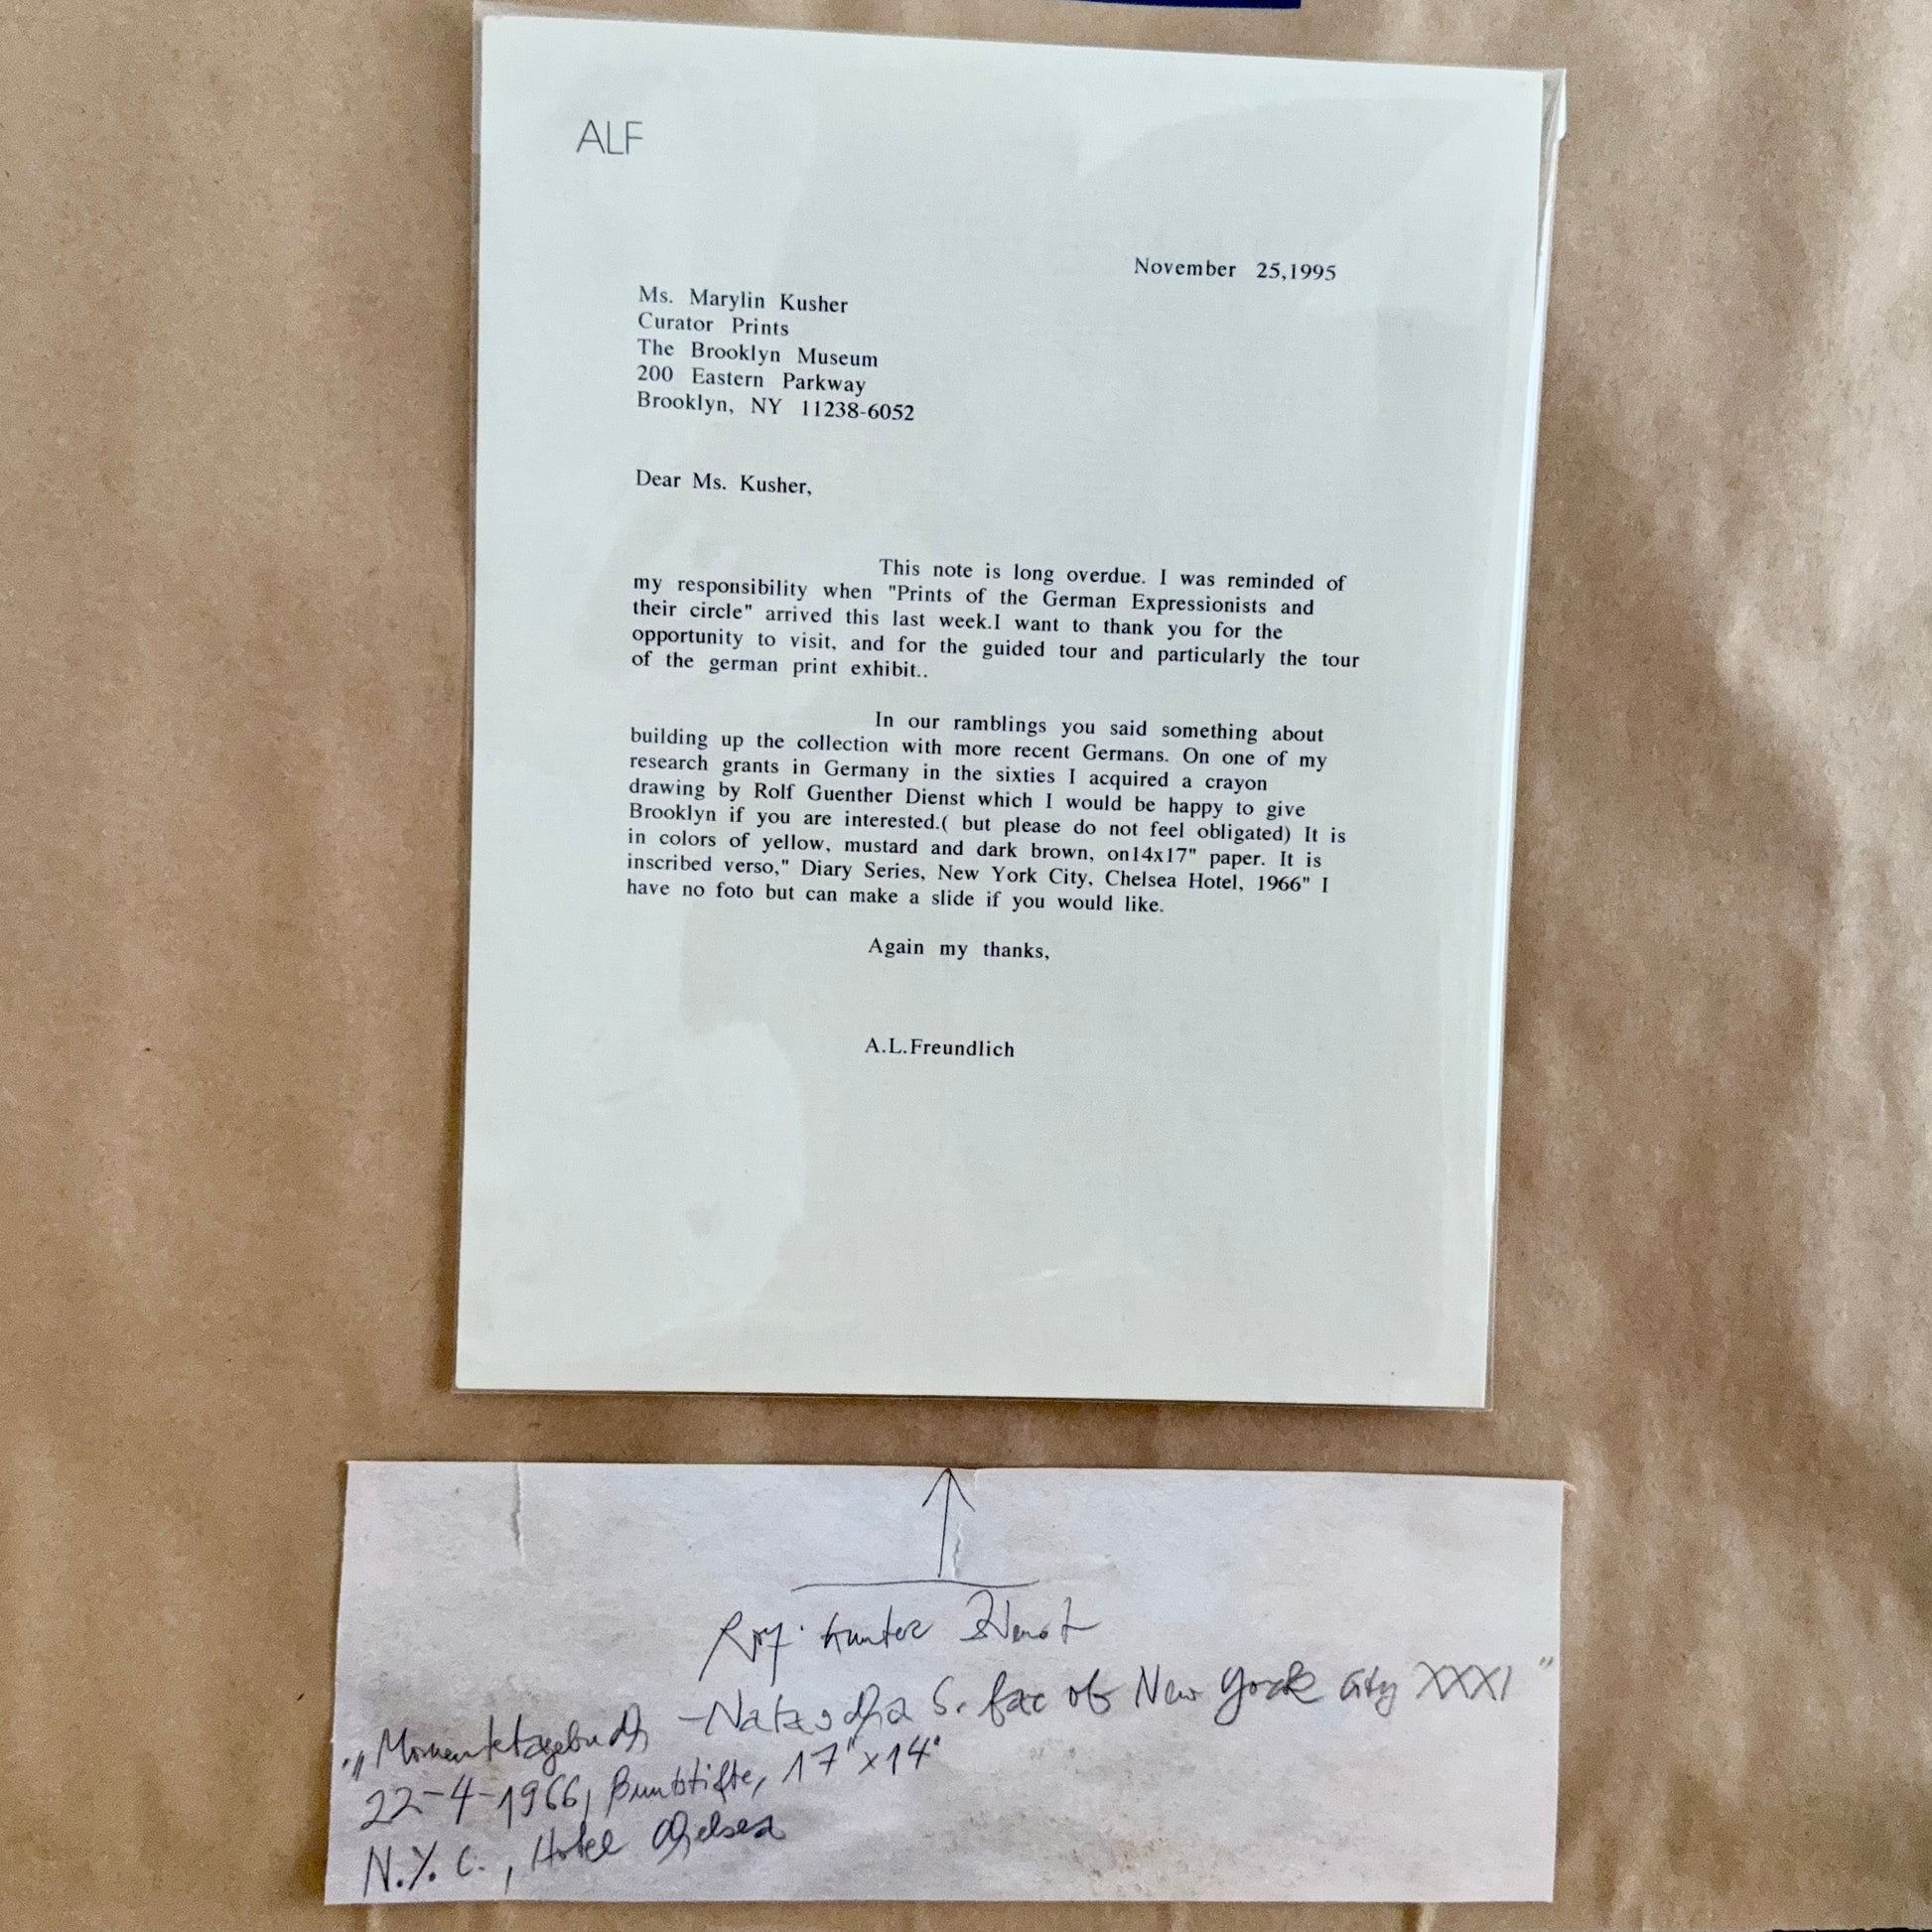 ALF
November 25,1995
Ms. Marylin Kusher
Curator Prints
The Brooklyn Museum
200 Eastern Parkway
Brooklyn, NY 11238-6052
Dear Ms. Kusher,
This note is long overdue. I was reminded of
my responsibility when "Prints of the German Expressionists and
their circle" arrived this last week.I want to thank you for the
opportunity to visit, and for the guided tour and particularly the tour
of the german print exhibit..
In our ramblings you said something about
building up the collection with more recent Germans. On one of my
research grants in Germany in the sixties I acquired a crayon
drawing by Rolf Guenther Dienst which I would be happy to give
Brooklyn if you are interested.( but please do not feel obligated) It is
in colors of yellow, mustard and dark brown, on14x17" paper. It is
inscribed verso," Diary Series, New York City, Chelsea Hotel, 1966" I
have no foto but can make a slide if you would like.
Again my thanks,
A.L.Freundlich
Rolf Gunter Dienst
„Momentetagebuch - Natascha S. of New York City XXXI"
22-4-1966, Buntstifte, 17"x14"
N.Y.C., Hotel Chelsea